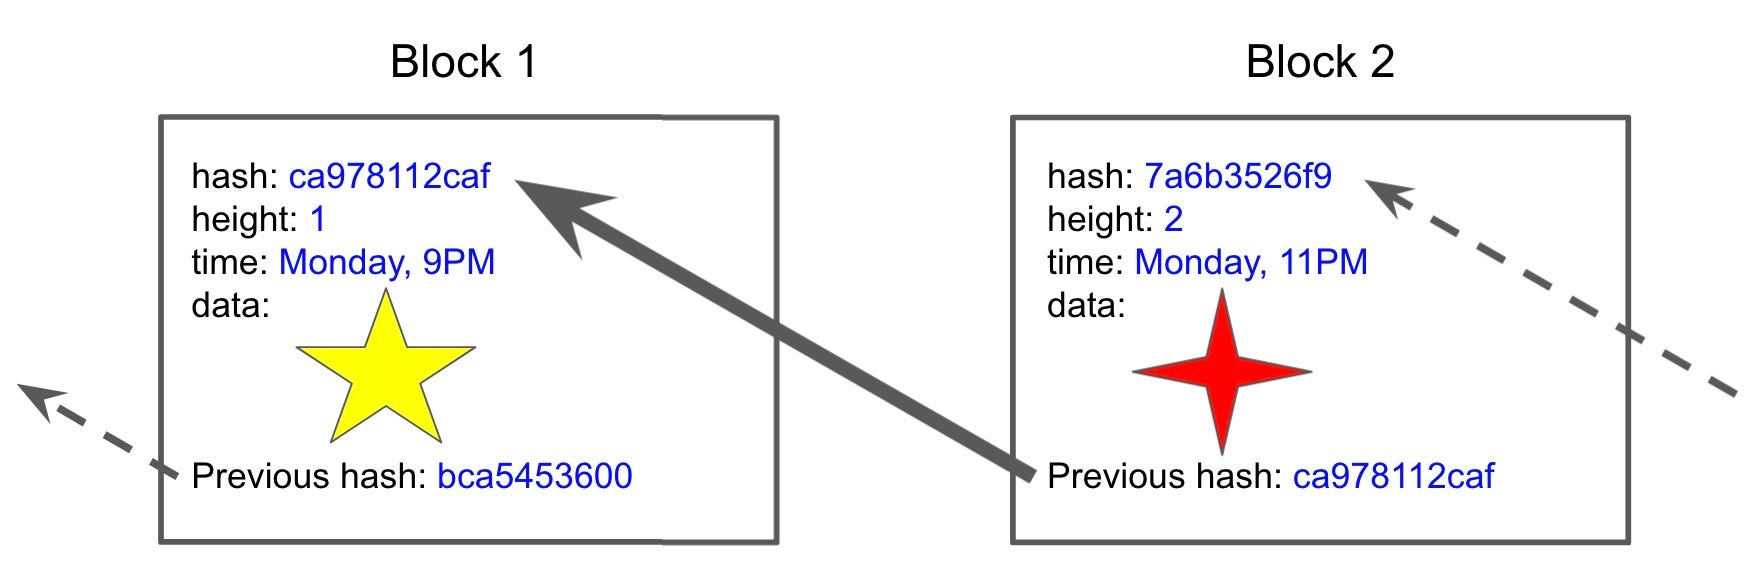 Block 1
hash: ca978112caf
height: 1
time: Monday, 9PM
data:
Previous hash: bca5453600
Block 2
hash: 7a6b3526f9
height: 2
time: Monday, 11PM
data:
Previous hash: ca978112caf